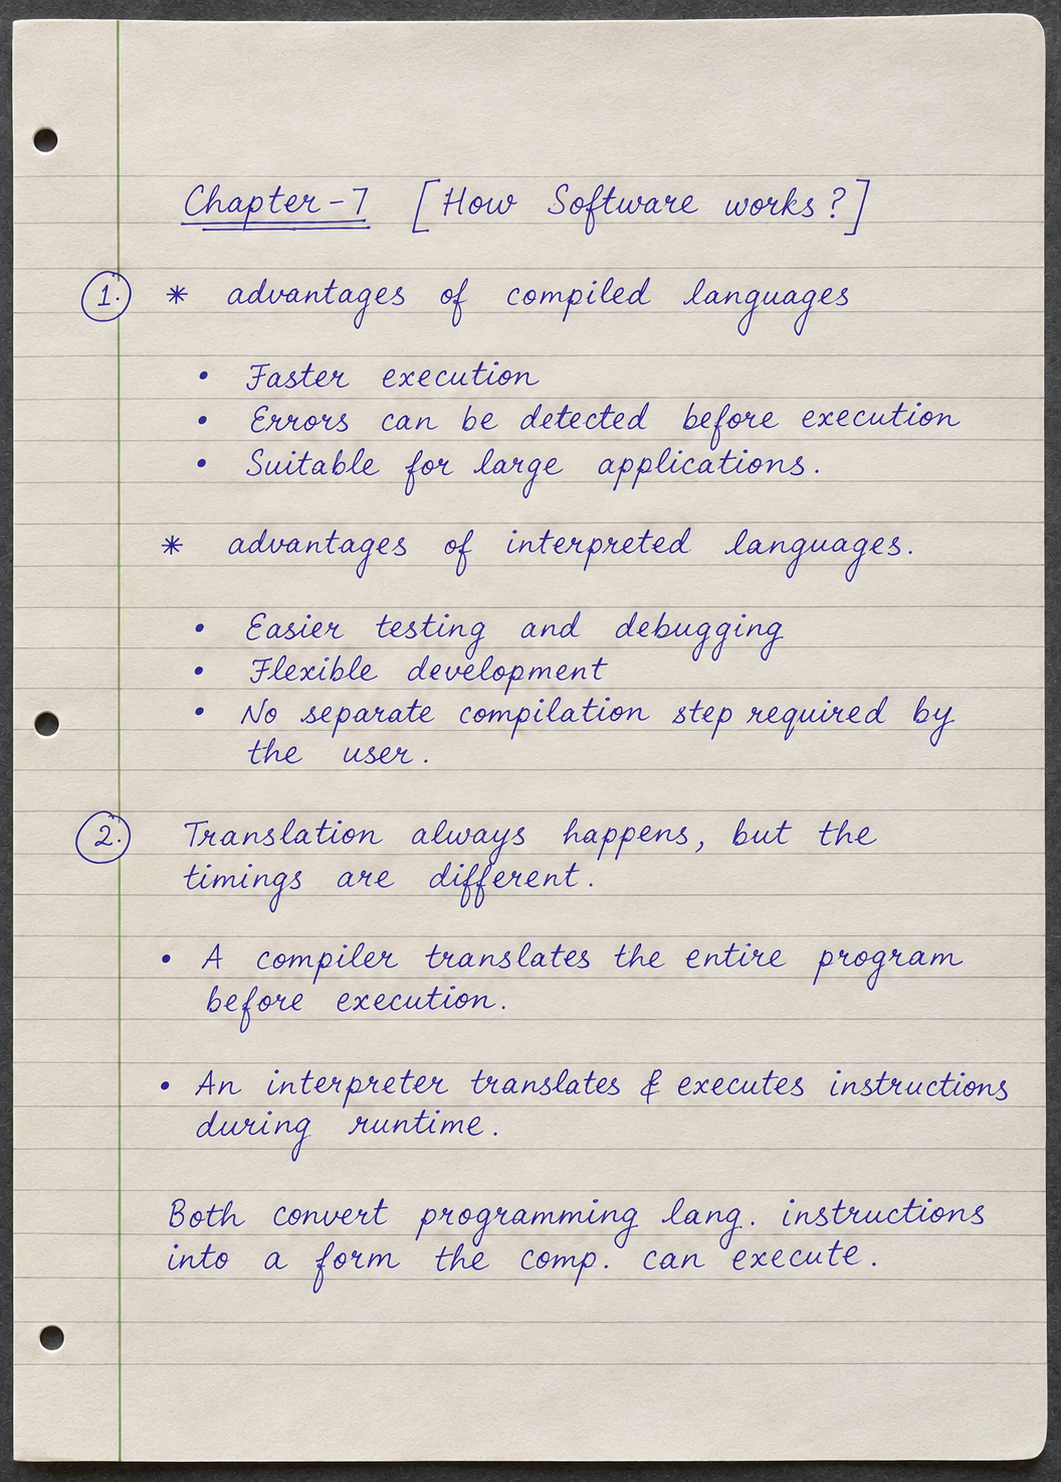 Chapter-7 [How Software works?]
1. * advantages of compiled languages
• Faster execution
• Errors can be detected before execution
• Suitable for large applications.
* advantages of interpreted languages.
• Easier testing and debugging
• Flexible development
• No separate compilation step required by
the user.
2. Translation always happens, but the
timings are different.
• A compiler translates the entire program
before execution.
• An interpreter translates & executes instructions
during runtime.
Both convert programming lang. instructions
into a form the comp. can execute.